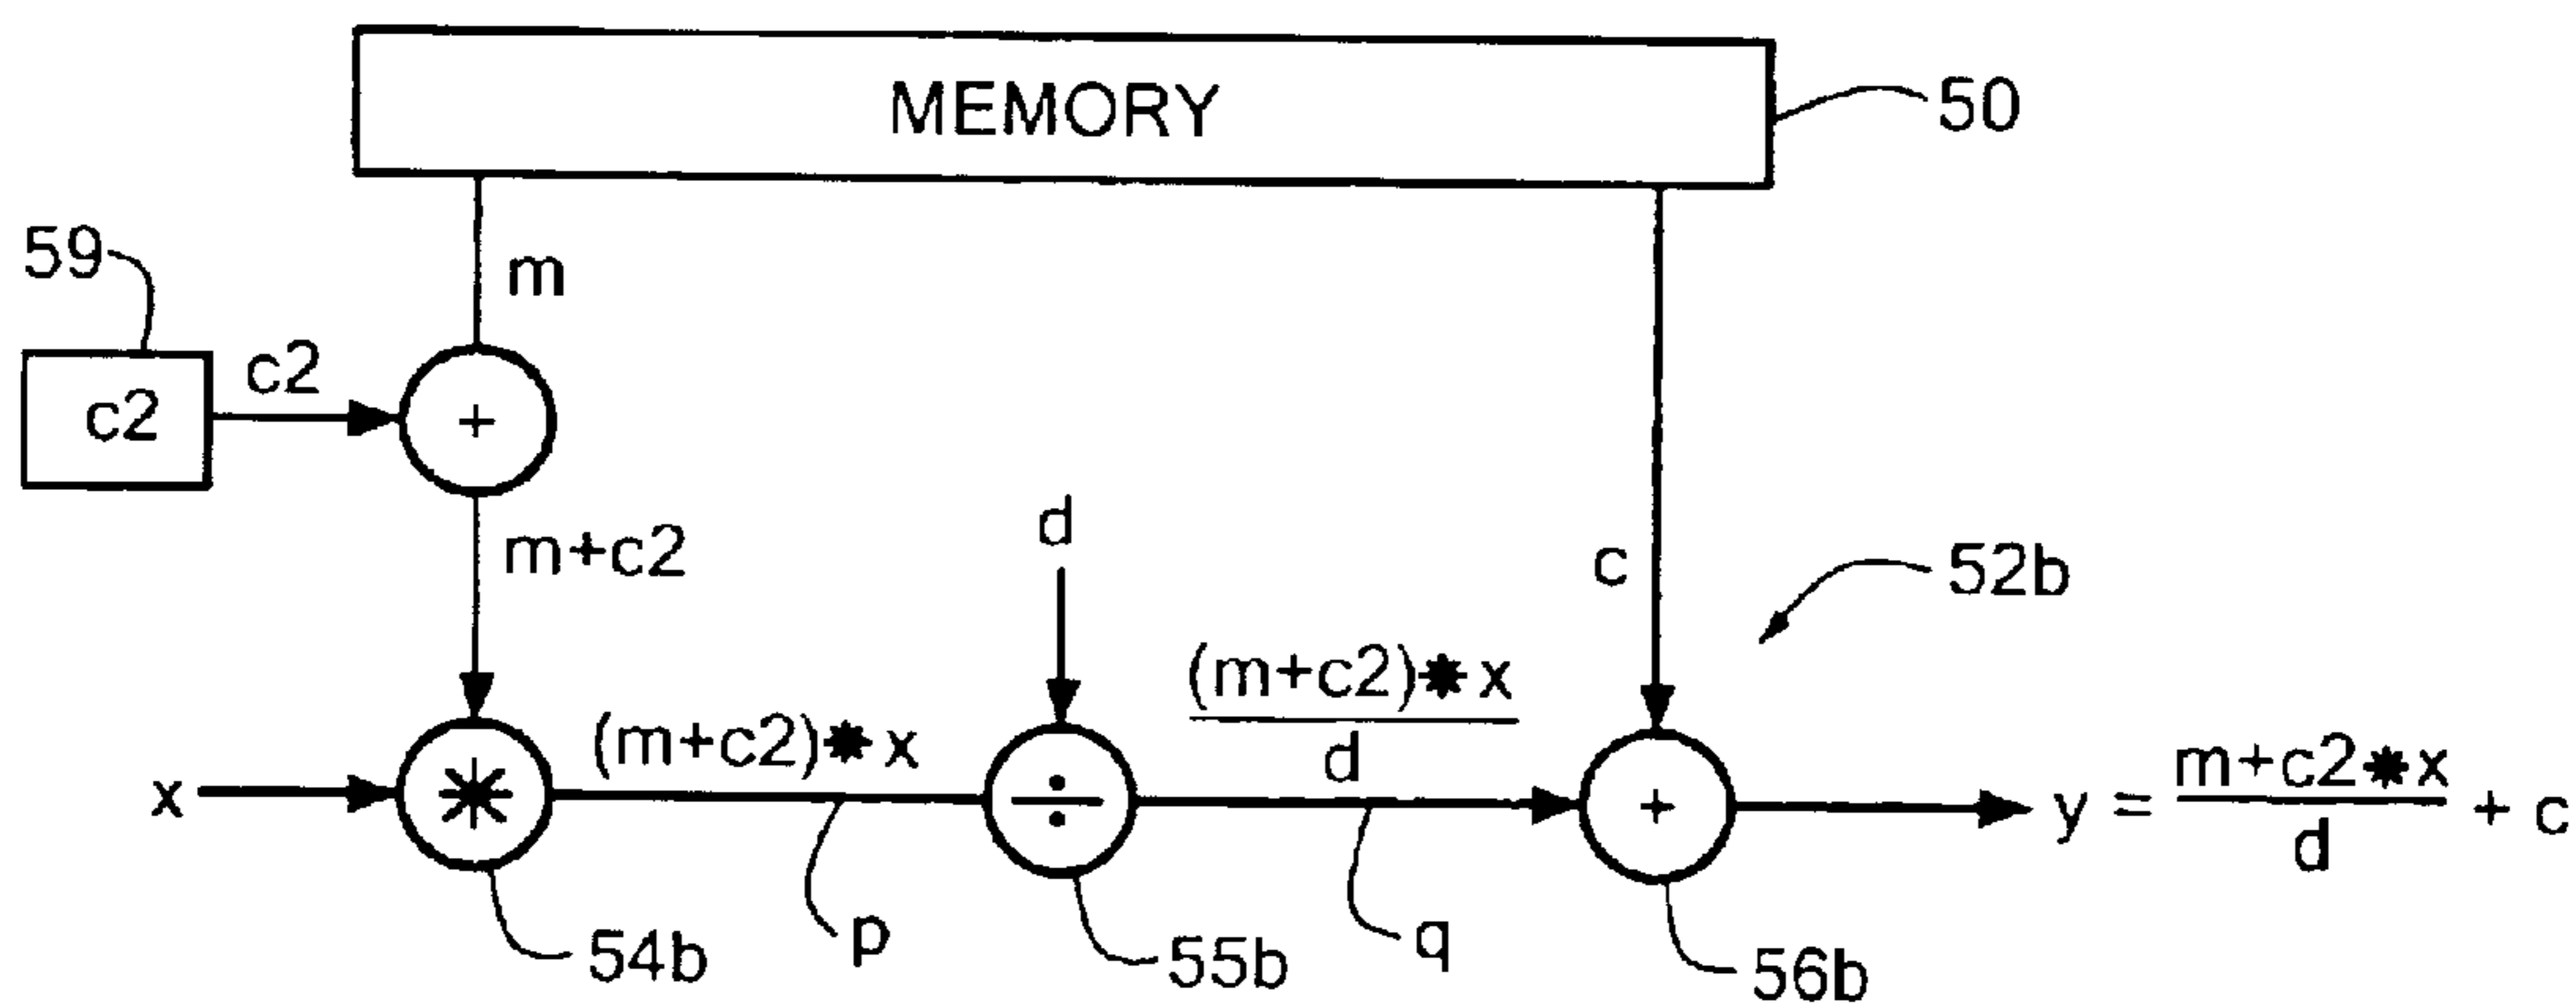 MEMORY
50
59
m
c2
c2
+
m+c2
d
c
52b
(m+c2)*x
(m+c2)*x
d
x
*
÷
+
y = m+c2*x + c
d
54b
p
55b
q
56b